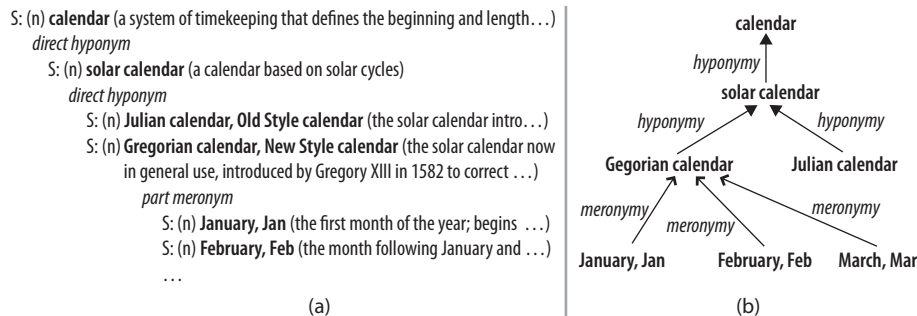 S: (n) calendar (a system of timekeeping that defines the beginning and length…)
direct hyponym
S: (n) solar calendar (a calendar based on solar cycles)
direct hyponym
S: (n) Julian calendar, Old Style calendar (the solar calendar intro…)
S: (n) Gregorian calendar, New Style calendar (the solar calendar now
in general use, introduced by Gregory XIII in 1582 to correct …)
part meronym
S: (n) January, Jan (the first month of the year; begins …)
S: (n) February, Feb (the month following January and …)
…
(a)
calendar
hyponymy
solar calendar
hyponymy
hyponymy
Gegorian calendar
Julian calendar
meronymy
meronymy
meronymy
January, Jan
February, Feb
March, Mar
(b)